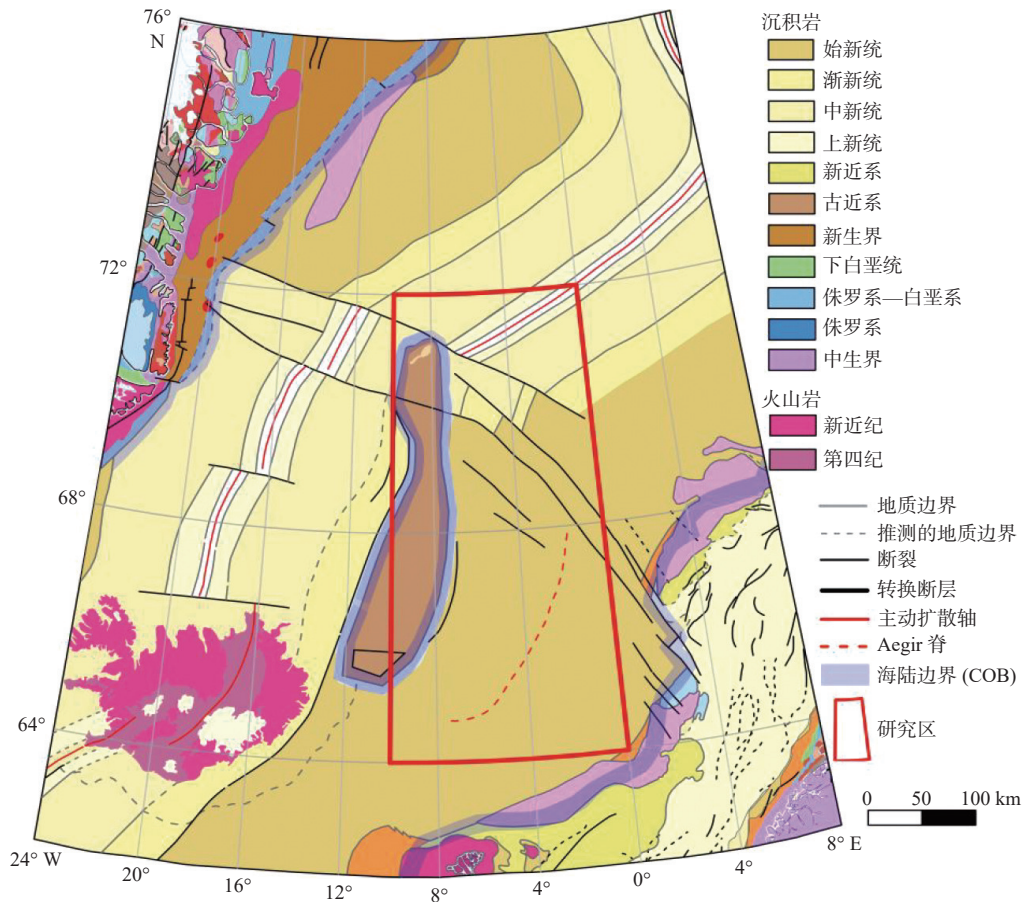 76°
N
72°
68°
64°
24° W
20°
16°
12°
8°
4°
0°
4°
8° E
沉积岩
始新统
渐新统
中新统
上新统
新近系
古近系
新生界
下白垩统
侏罗系—白垩系
侏罗系
中生界
火山岩
新近纪
第四纪
地质边界
推测的地质边界
断裂
转换断层
主动扩散轴
Aegir 脊
海陆边界 (COB)
研究区
0 50 100 km